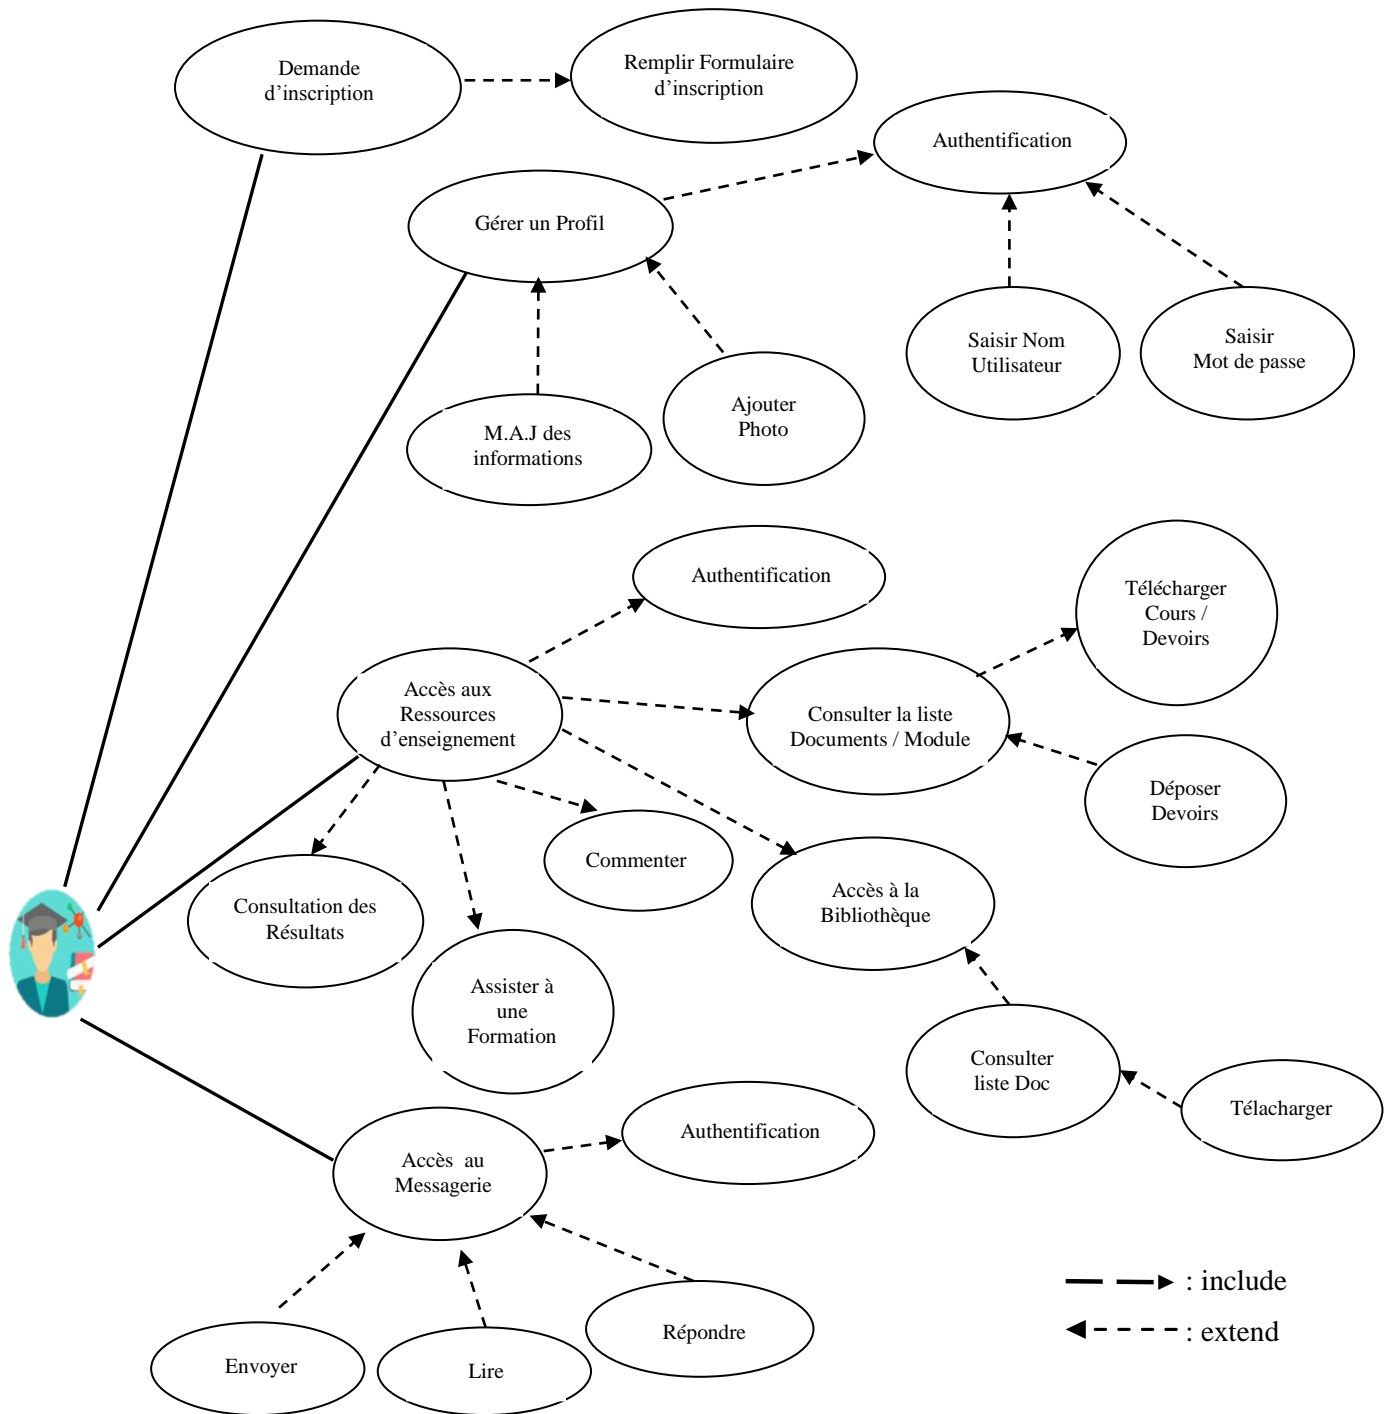 Demande
d'inscription
Remplir Formulaire
d'inscription
Authentification
Gérer un Profil
Saisir Nom
Utilisateur
Saisir
Mot de passe
Ajouter
Photo
M.A.J des
informations
Authentification
Télécharger
Cours /
Devoirs
Accès aux
Ressources
d'enseignement
Consulter la liste
Documents / Module
Déposer
Devoirs
Commenter
Accès à la
Bibliothèque
Consultation des
Résultats
Assister à
une
Formation
Consulter
liste Doc
Télacharger
Authentification
Accès au
Messagerie
: include
: extend
Répondre
Envoyer
Lire